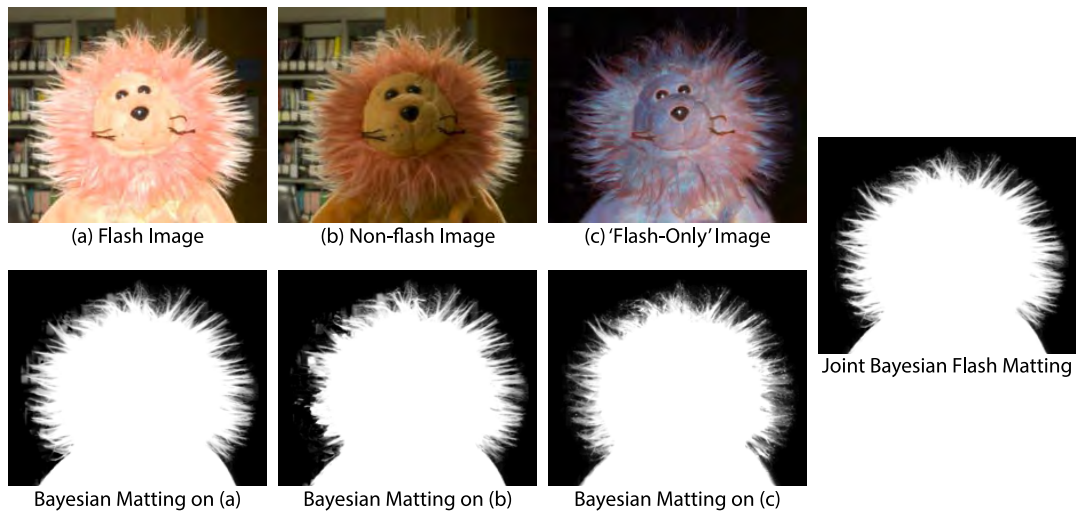 (a) Flash Image
(b) Non-flash Image
(c) 'Flash-Only' Image
Joint Bayesian Flash Matting
Bayesian Matting on (a)
Bayesian Matting on (b)
Bayesian Matting on (c)